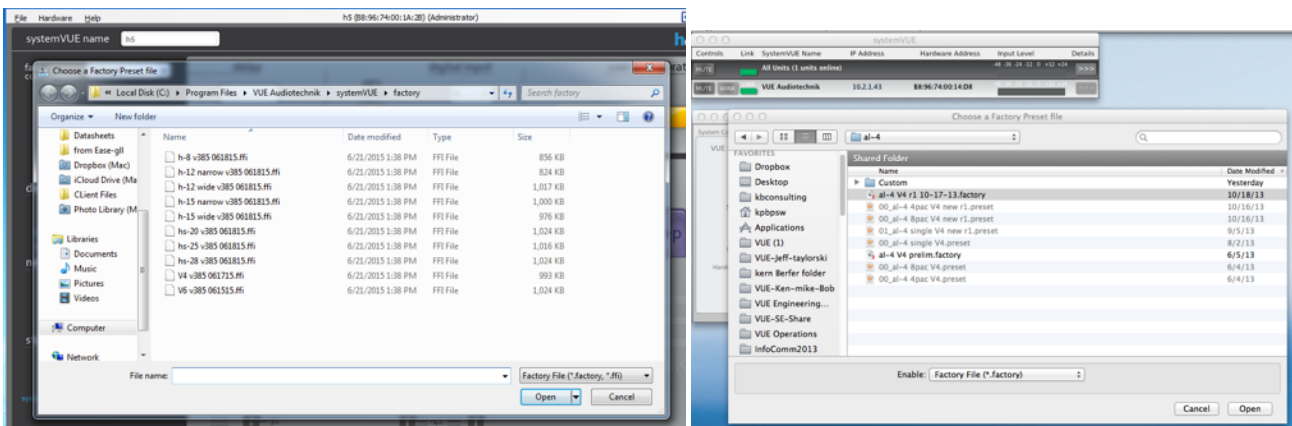 File Hardware Help h5 (B8:96:74:00:1A:2B) (Administrator)
systemVUE name h5
Choose a Factory Preset file
Local Disk (C:) Program Files VUE Audiotechnik systemVUE factory Search factory
Organize New folder
Name Date modified Type Size
Datasheets
from Ease-gll
Dropbox (Mac)
iCloud Drive (Ma
CLient Files
Photo Library (M
Libraries
Documents
Music
Pictures
Videos
Computer
Network
h-8 v385 061815.ffi 6/21/2015 1:38 PM FFI File 856 KB
h-12 narrow v385 061815.ffi 6/21/2015 1:38 PM FFI File 824 KB
h-12 wide v385 061815.ffi 6/21/2015 1:38 PM FFI File 1,017 KB
h-15 narrow v385 061815.ffi 6/21/2015 1:38 PM FFI File 1,000 KB
h-15 wide v385 061815.ffi 6/21/2015 1:38 PM FFI File 976 KB
hs-20 v385 061815.ffi 6/21/2015 1:38 PM FFI File 1,024 KB
hs-25 v385 061815.ffi 6/21/2015 1:38 PM FFI File 1,016 KB
hs-28 v385 061815.ffi 6/21/2015 1:38 PM FFI File 1,024 KB
V4 v385 061715.ffi 6/21/2015 1:38 PM FFI File 993 KB
V6 v385 061515.ffi 6/21/2015 1:38 PM FFI File 1,024 KB
File name: Factory File (*.factory, *.ffi)
Open Cancel
systemVUE
Controls Link SystemVUE Name IP Address Hardware Address Input Level Details
MUTE All Units (1 units online) -48 -36 -24 -12 0 +12 +24 >>>
MUTE WINK VUE Audiotechnik 10.2.1.43 B8:96:74:00:14:D8
Choose a Factory Preset file
al-4
FAVORITES
Dropbox
Desktop
kbconsulting
kpbpsw
Applications
VUE (1)
VUE-Jeff-taylorski
kern Berfer folder
VUE-Ken-mike-Bob
VUE Engineering...
VUE-SE-Share
VUE Operations
InfoComm2013
Shared Folder
Name Date Modified
Custom Yesterday
al-4 V4 r1 10-17-13.factory 10/18/13
00_al-4 4pac V4 new r1.preset 10/16/13
00_al-4 8pac V4 new r1.preset 10/16/13
01_al-4 single V4 new r1.preset 9/5/13
00_al-4 single V4.preset 8/2/13
al-4 V4 prelim.factory 6/5/13
00_al-4 8pac V4.preset 6/4/13
00_al-4 4pac V4.preset 6/4/13
Enable: Factory File (*.factory)
Cancel Open